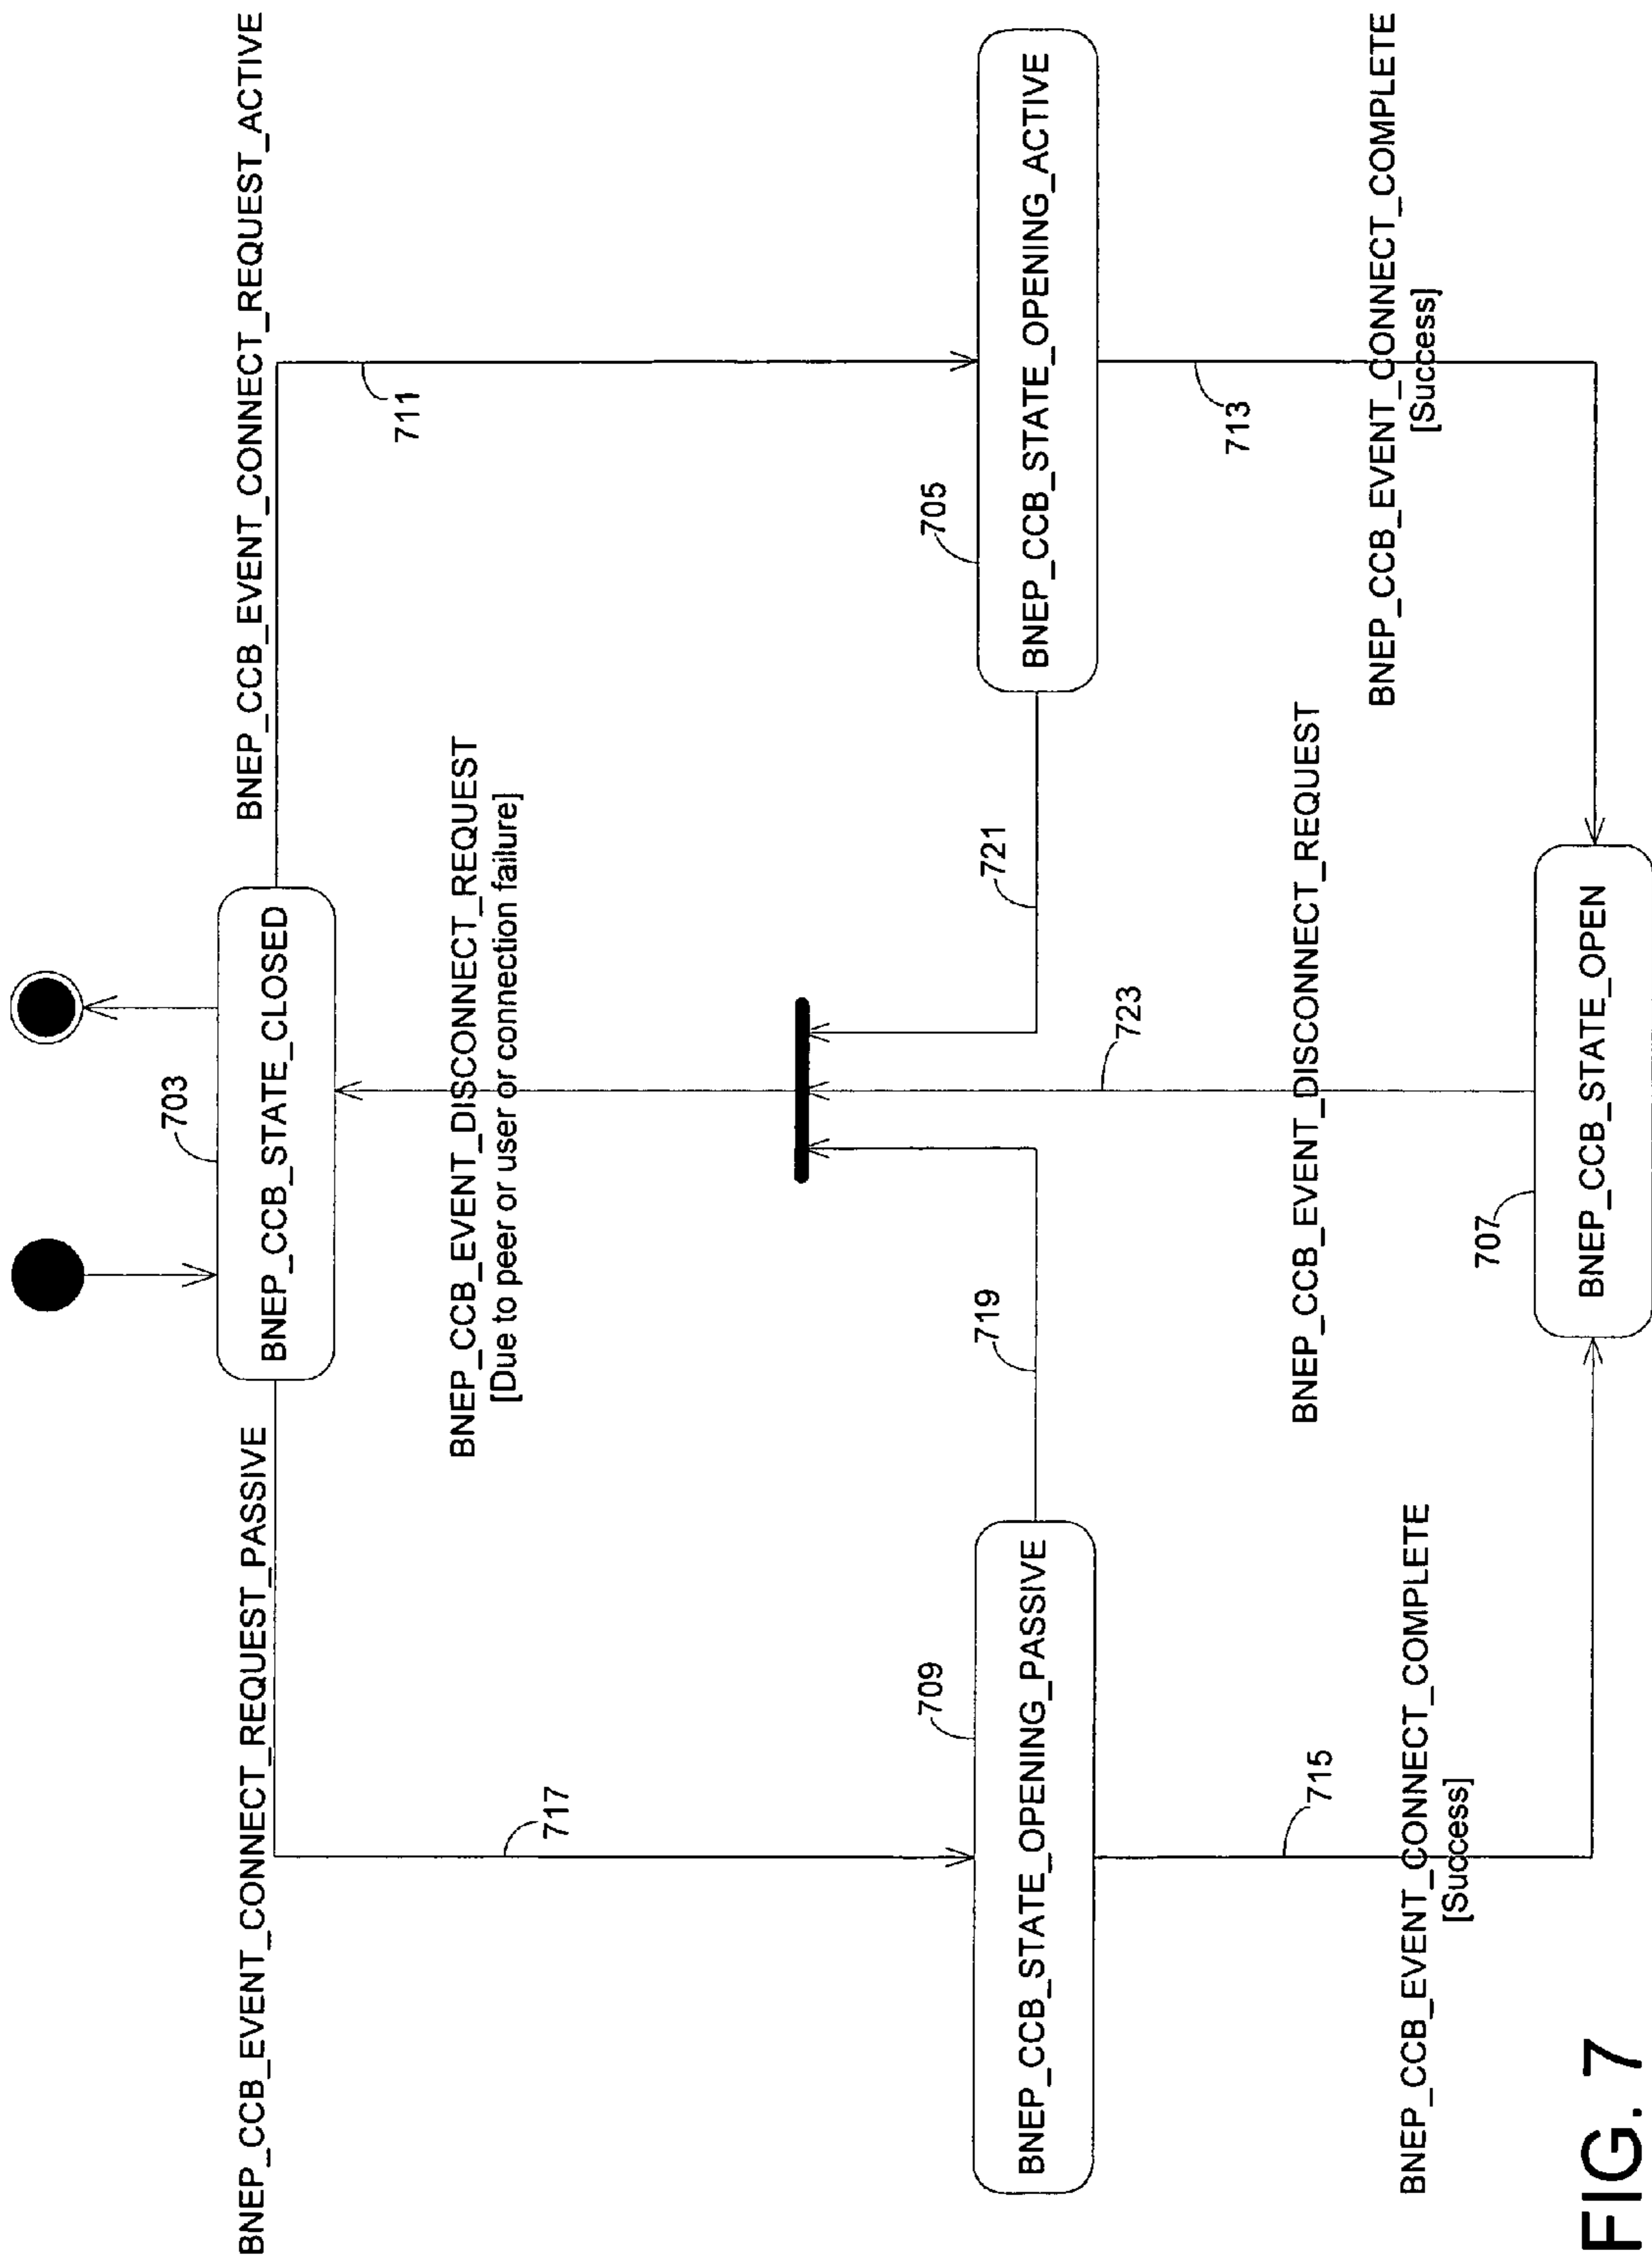 BNEP_CCB_EVENT_CONNECT_REQUEST_PASSIVE
BNEP_CCB_EVENT_CONNECT_REQUEST_ACTIVE
703
BNEP_CCB_STATE_CLOSED
BNEP_CCB_EVENT_DISCONNECT_REQUEST
[Due to peer or user or connection failure]
717
711
709
BNEP_CCB_STATE_OPENING_PASSIVE
719
721
705
BNEP_CCB_STATE_OPENING_ACTIVE
723
715
713
BNEP_CCB_EVENT_DISCONNECT_REQUEST
BNEP_CCB_EVENT_CONNECT_COMPLETE
[Success]
BNEP_CCB_EVENT_CONNECT_COMPLETE
[Success]
707
BNEP_CCB_STATE_OPEN
FIG. 7